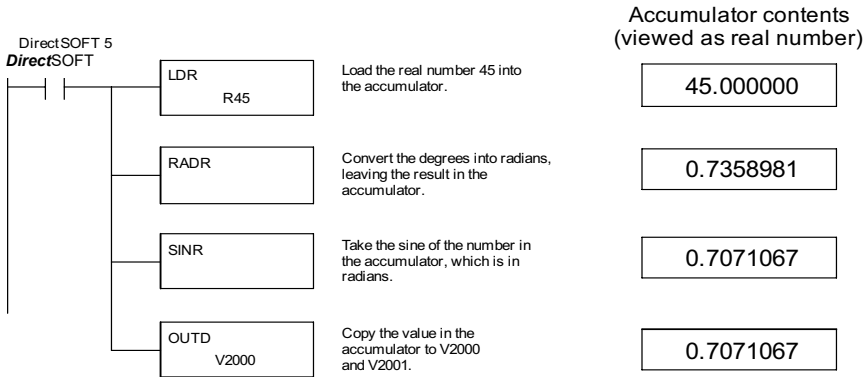 Accumulator contents
(viewed as real number)
DirectSOFT 5
DirectSOFT
LDR
R45
Load the real number 45 into
the accumulator.
45.000000
RADR
Convert the degrees into radians,
leaving the result in the
accumulator.
0.7358981
SINR
Take the sine of the number in
the accumulator, which is in
radians.
0.7071067
OUTD
V2000
Copy the value in the
accumulator to V2000
and V2001.
0.7071067